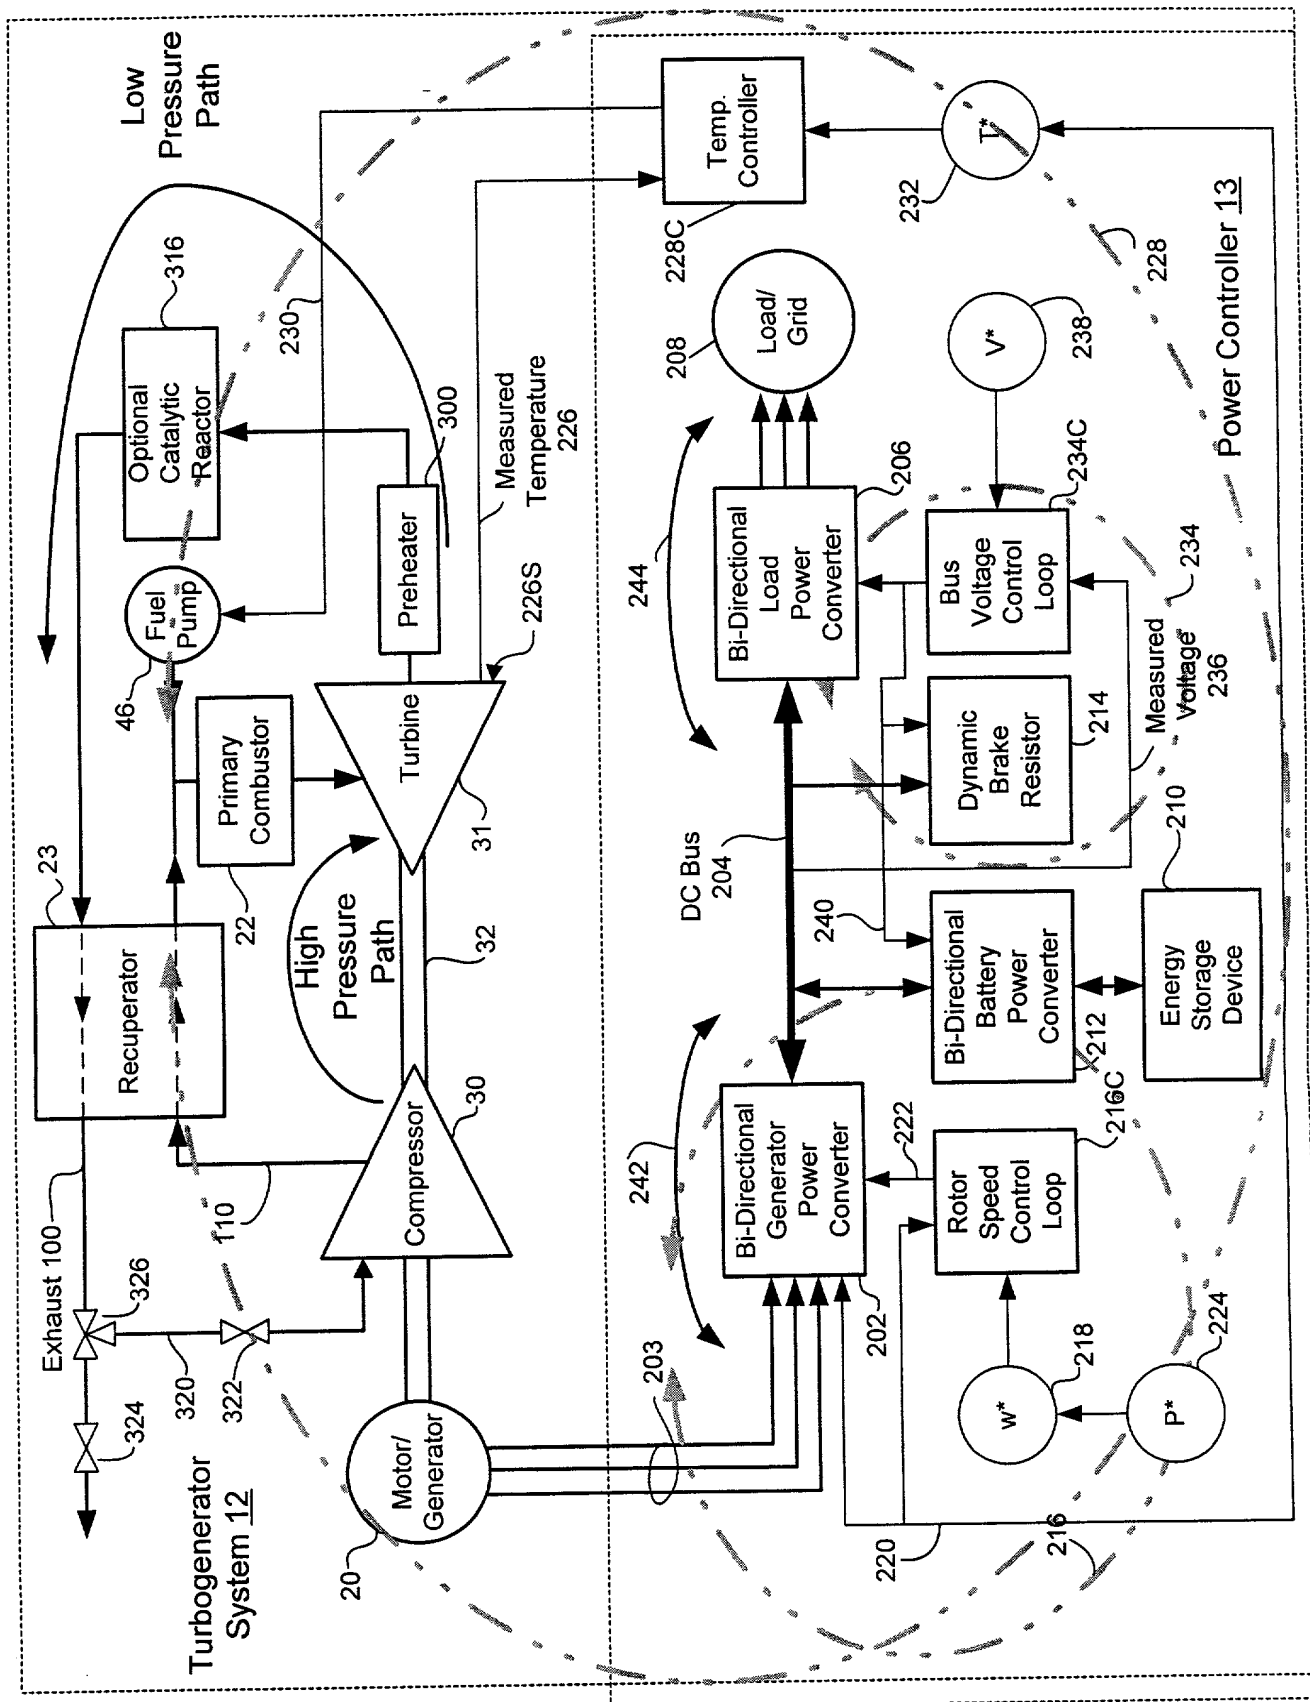 Turbogenerator
System 12
Exhaust 100
324
326
320
322
110
23
Recuperator
22
Primary
Combustor
46
Fuel
Pump
Optional
Catalytic
Reactor
316
Low
Pressure
Path
230
20
Motor/
Generator
Compressor
30
High
Pressure
Path
32
Turbine
31
Preheater
300
226S
Measured
Temperature
226
203
242
Bi-Directional
Generator
Power
Converter
202
DC Bus
204
244
Bi-Directional
Load
Power
Converter
206
208
Load/
Grid
228C
Temp.
Controller
232
T*
228
220
216
w*
218
P*
224
222
Rotor
Speed
Control
Loop
216C
240
Bi-Directional
Battery
Power
Converter
212
Energy
Storage
Device
210
Dynamic
Brake
Resistor
214
Bus
Voltage
Control
Loop
234C
V*
238
Measured
Voltage
236
234
Power Controller 13